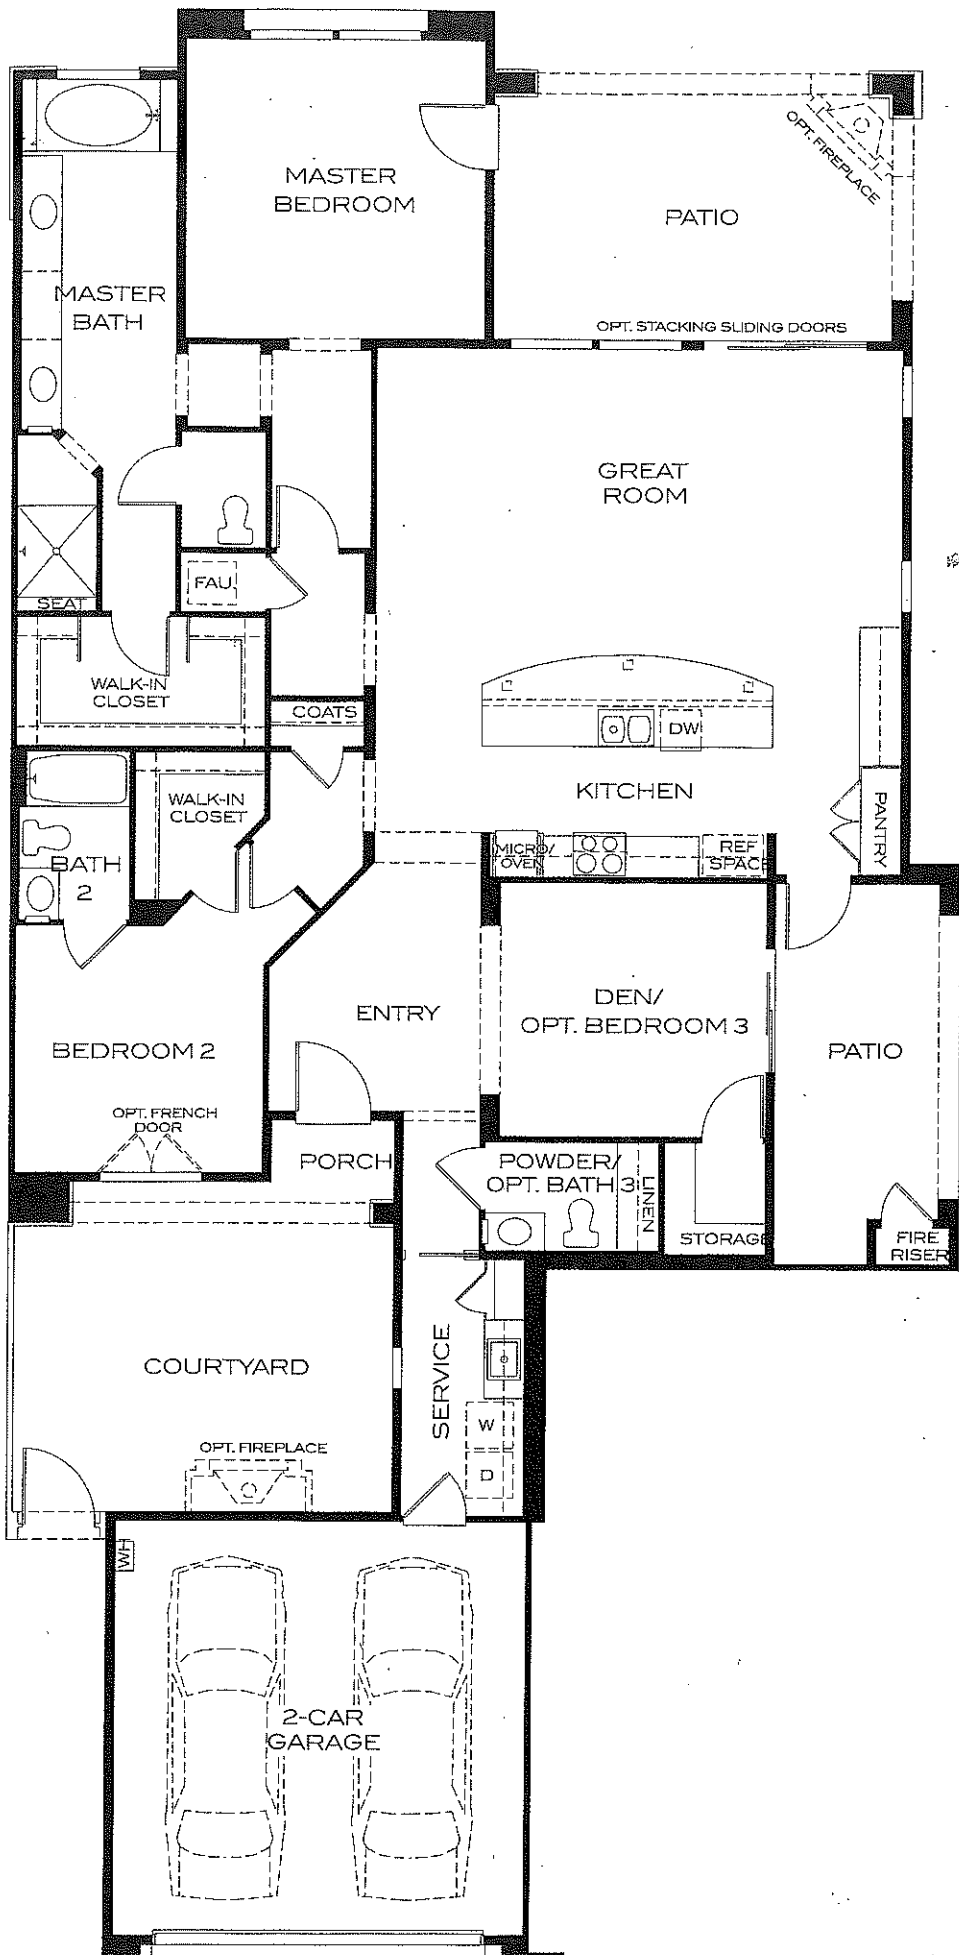 MASTER
BEDROOM
OPT. FIREPLACE
PATIO
MASTER
BATH
OPT. STACKING SLIDING DOORS
GREAT
ROOM
FAU
SEAT
WALK-IN
CLOSET
COATS
DW
KITCHEN
WALK-IN
CLOSET
PANTRY
MICRO/
OVEN
REF
SPACE
BATH
2
DEN/
OPT. BEDROOM 3
ENTRY
BEDROOM 2
PATIO
OPT. FRENCH
DOOR
PORCH
POWDER/
OPT. BATH 3
LINEN
STORAGE
FIRE
RISER
COURTYARD
SERVICE
W
OPT. FIREPLACE
D
WH
2-CAR
GARAGE